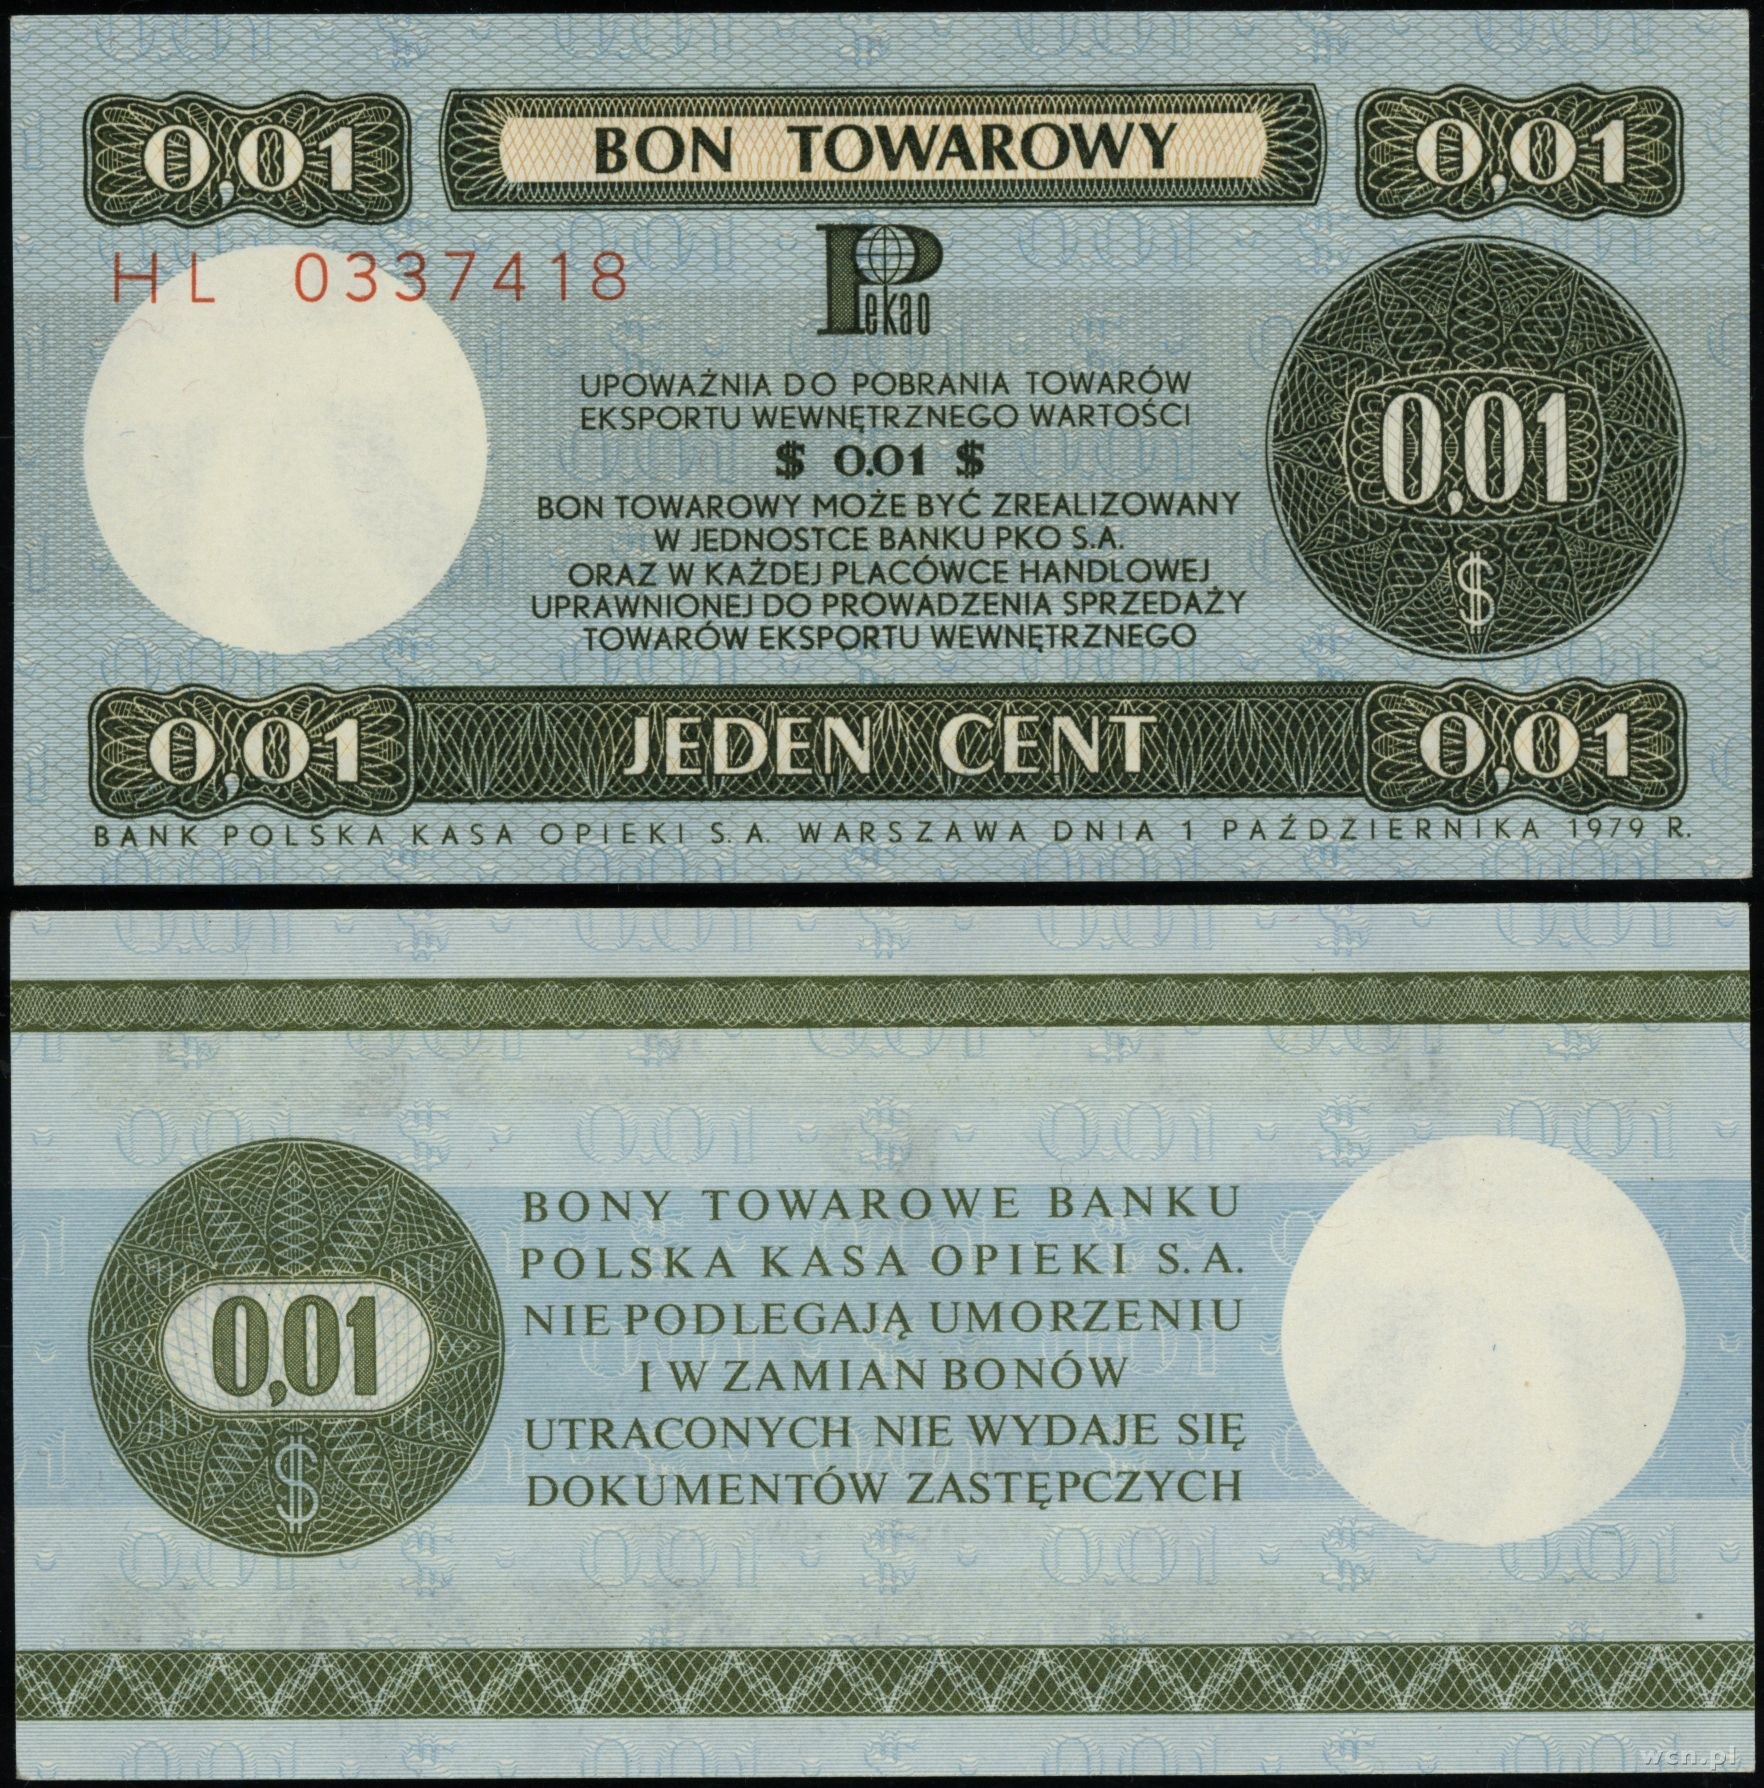 0,01 BON TOWAROWY 0,01
HL 0337418
Pekao
UPOWAŻNIA DO POBRANIA TOWARÓW
EKSPORTU WEWNĘTRZNEGO WARTOŚCI
$ 0.01 $
BON TOWAROWY MOŻE BYĆ ZREALIZOWANY
W JEDNOSTCE BANKU PKO S.A.
ORAZ W KAŻDEJ PLACÓWCE HANDLOWEJ
UPRAWNIONEJ DO PROWADZENIA SPRZEDAŻY
TOWARÓW EKSPORTU WEWNĘTRZNEGO
0,01
$
0,01 JEDEN CENT 0,01
BANK POLSKA KASA OPIEKI S.A. WARSZAWA DNIA 1 PAŹDZIERNIKA 1979 R.
0,01
$
BONY TOWAROWE BANKU
POLSKA KASA OPIEKI S.A.
NIE PODLEGAJĄ UMORZENIU
I W ZAMIAN BONÓW
UTRACONYCH NIE WYDAJE SIĘ
DOKUMENTÓW ZASTĘPCZYCH
wcn.pl